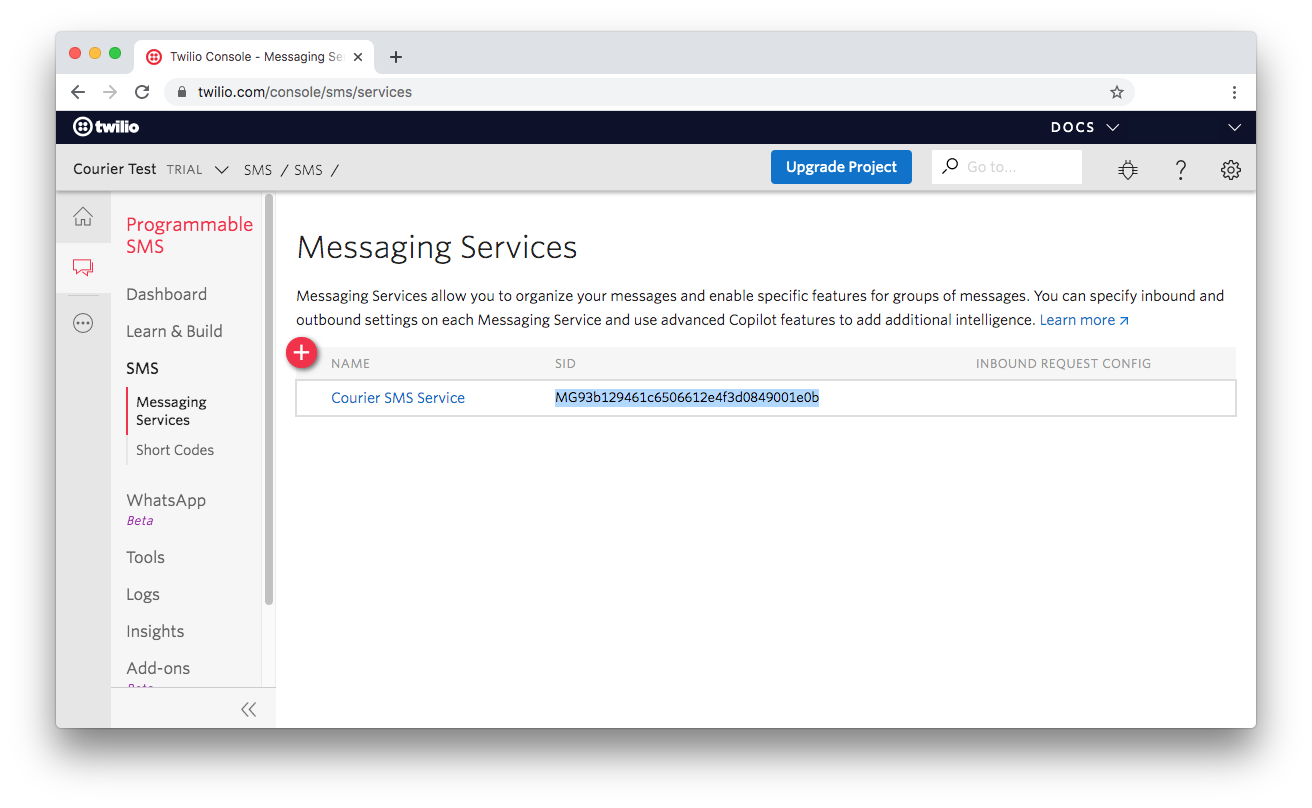 Twilio Console - Messaging Se
twilio.com/console/sms/services
twilio
DOCS
Courier Test TRIAL SMS / SMS /
Upgrade Project
Go to...
Programmable
SMS
Dashboard
Learn & Build
SMS
Messaging
Services
Short Codes
WhatsApp
Beta
Tools
Logs
Insights
Add-ons
Beta
Messaging Services
Messaging Services allow you to organize your messages and enable specific features for groups of messages. You can specify inbound and
outbound settings on each Messaging Service and use advanced Copilot features to add additional intelligence. Learn more
NAME SID INBOUND REQUEST CONFIG
Courier SMS Service MG93b129461c6506612e4f3d0849001e0b